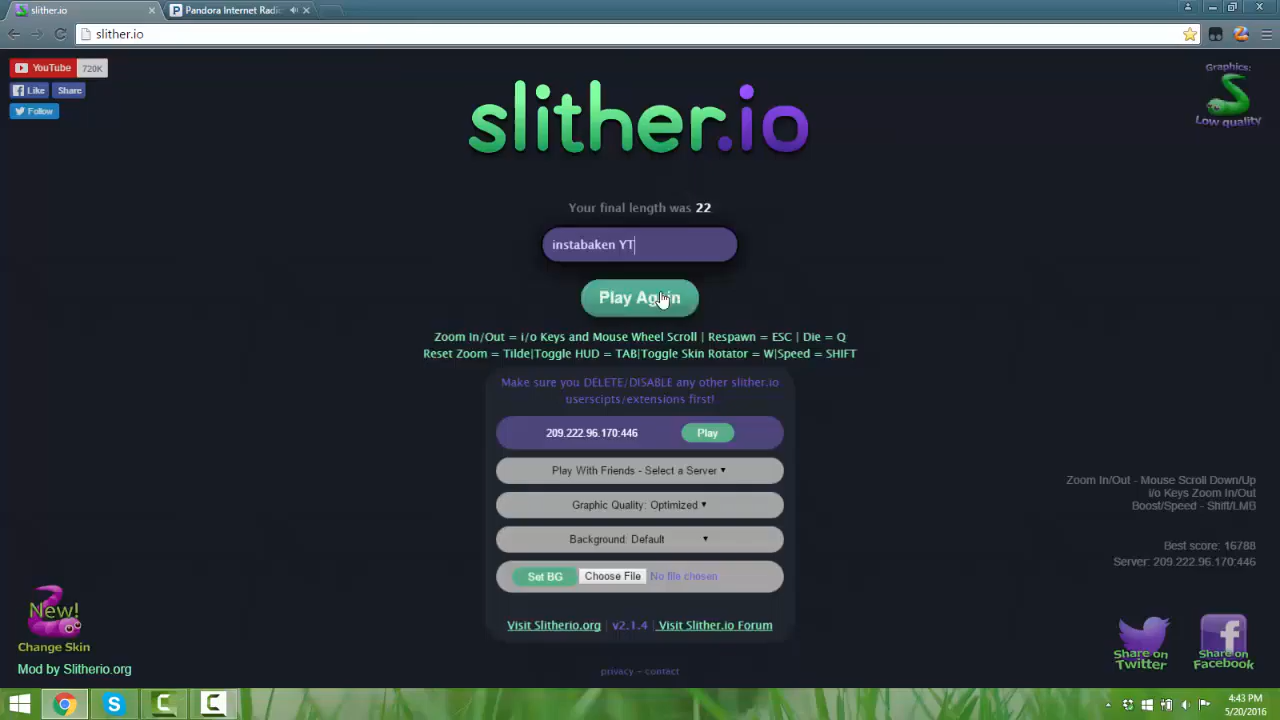 slither.io
Pandora Internet Radi
slither.io
YouTube 720K
Like Share
Follow
Graphics:
Low quality
slither.io
Your final length was 22
instabaken YT
Play Again
Zoom In/Out = i/o Keys and Mouse Wheel Scroll | Respawn = ESC | Die = Q
Reset Zoom = Tilde|Toggle HUD = TAB|Toggle Skin Rotator = W|Speed = SHIFT
Make sure you DELETE/DISABLE any other slither.io
userscipts/extensions first!
209.222.96.170:446 Play
Play With Friends - Select a Server
Graphic Quality: Optimized
Background: Default
Set BG Choose File No file chosen
Visit Slitherio.org | v2.1.4 | Visit Slither.io Forum
privacy - contact
Zoom In/Out - Mouse Scroll Down/Up
i/o Keys Zoom In/Out
Boost/Speed - Shift/LMB
Best score: 16788
Server: 209.222.96.170:446
New!
Change Skin
Mod by Slitherio.org
Share on
Twitter
Share on
Facebook
4:43 PM
5/20/2016